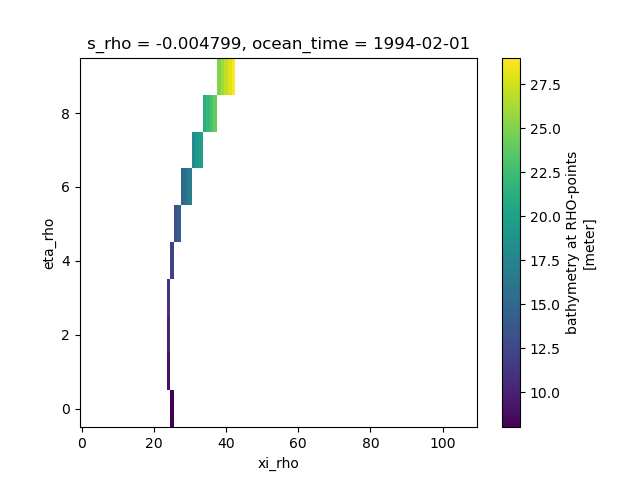 s_rho = -0.004799, ocean_time = 1994-02-01
eta_rho
8
6
4
2
0
0 20 40 60 80 100
xi_rho
27.5
25.0
22.5
20.0
17.5
15.0
12.5
10.0
bathymetry at RHO-points
[meter]